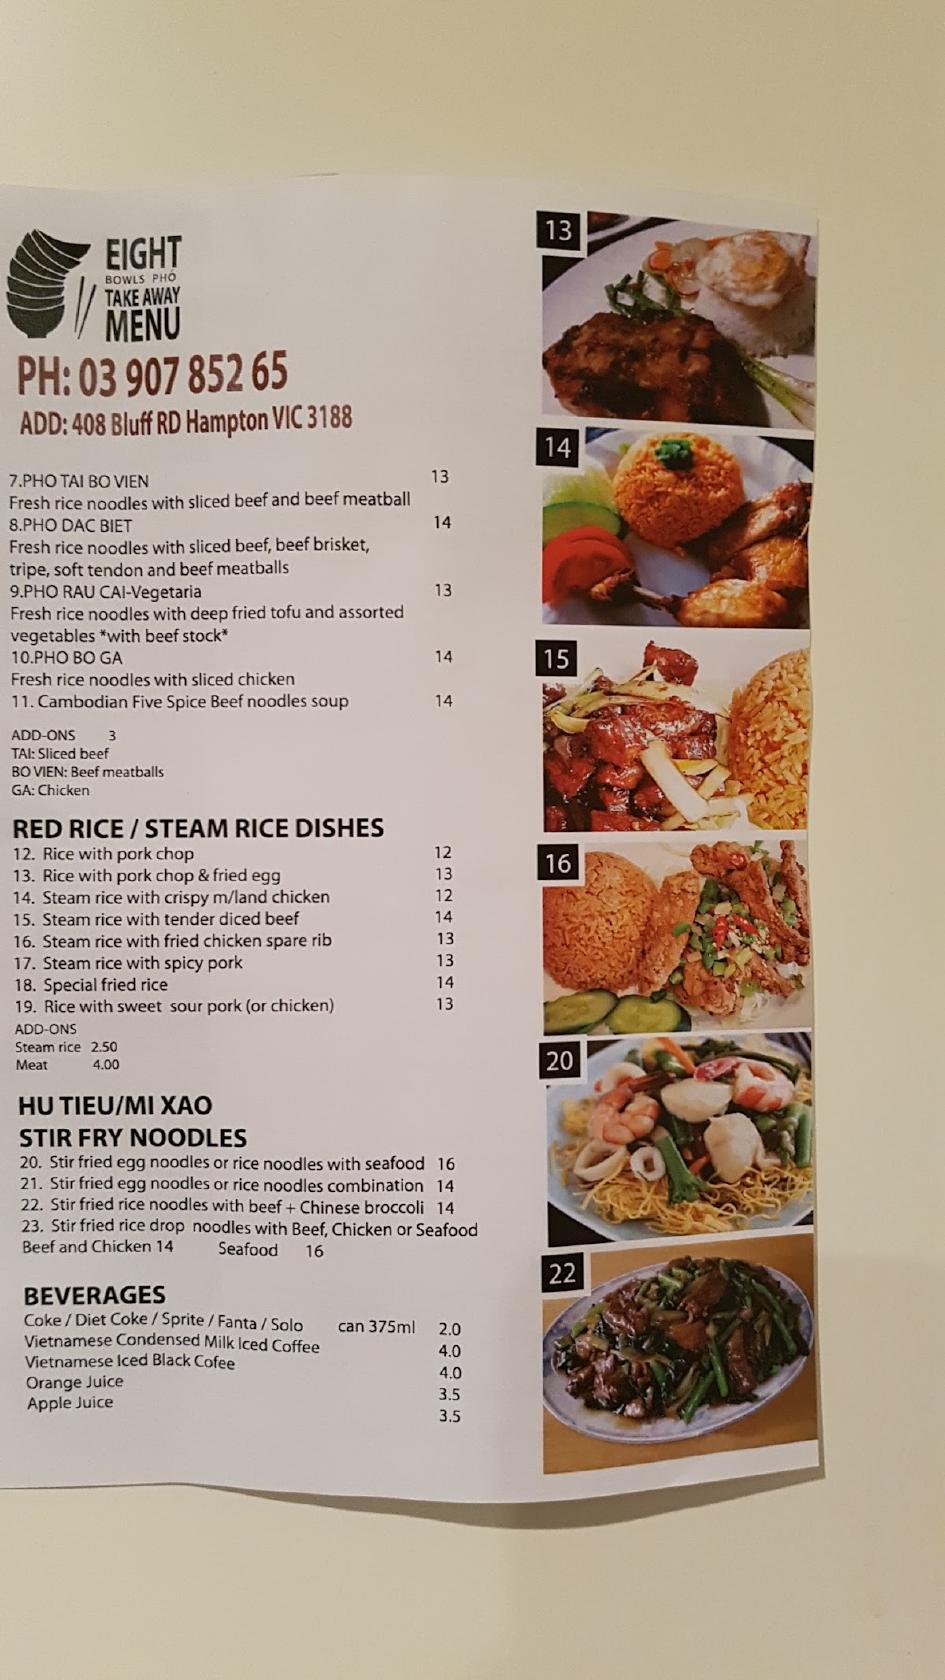 EIGHT
BOWLS PHỞ
TAKE AWAY
MENU
PH: 03 907 852 65
ADD: 408 Bluff RD Hampton VIC 3188
7.PHO TAI BO VIEN 13
Fresh rice noodles with sliced beef and beef meatball
8.PHO DAC BIET 14
Fresh rice noodles with sliced beef, beef brisket,
tripe, soft tendon and beef meatballs
9.PHO RAU CAI-Vegetaria 13
Fresh rice noodles with deep fried tofu and assorted
vegetables *with beef stock*
10.PHO BO GA 14
Fresh rice noodles with sliced chicken
11. Cambodian Five Spice Beef noodles soup 14
ADD-ONS 3
TAI: Sliced beef
BO VIEN: Beef meatballs
GA: Chicken
RED RICE / STEAM RICE DISHES
12. Rice with pork chop 12
13. Rice with pork chop & fried egg 13
14. Steam rice with crispy m/land chicken 12
15. Steam rice with tender diced beef 14
16. Steam rice with fried chicken spare rib 13
17. Steam rice with spicy pork 13
18. Special fried rice 14
19. Rice with sweet sour pork (or chicken) 13
ADD-ONS
Steam rice 2.50
Meat 4.00
HU TIEU/MI XAO
STIR FRY NOODLES
20. Stir fried egg noodles or rice noodles with seafood 16
21. Stir fried egg noodles or rice noodles combination 14
22. Stir fried rice noodles with beef + Chinese broccoli 14
23. Stir fried rice drop noodles with Beef, Chicken or Seafood
Beef and Chicken 14 Seafood 16
BEVERAGES
Coke / Diet Coke / Sprite / Fanta / Solo can 375ml 2.0
Vietnamese Condensed Milk Iced Coffee 4.0
Vietnamese Iced Black Cofee 4.0
Orange Juice 3.5
Apple Juice 3.5
13
14
15
16
20
22